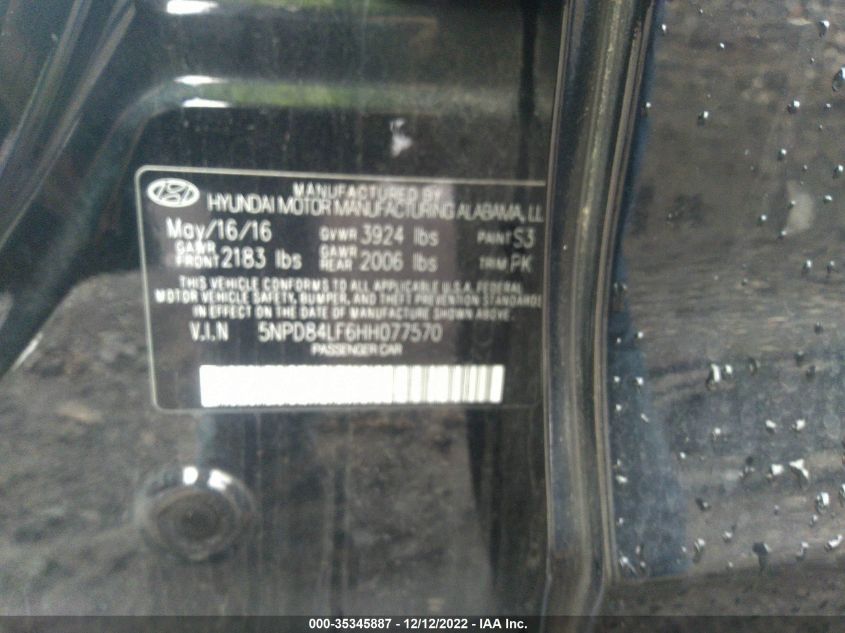 MANUFACTURED BY
HYUNDAI MOTOR MANUFACTURING ALABAMA, LL
May/16/16 GVWR 3924 lbs PAINT S3
GAWR FRONT 2183 lbs GAWR REAR 2006 lbs TRIM PK
THIS VEHICLE CONFORMS TO ALL APPLICABLE U.S.A. FEDERAL
MOTOR VEHICLE SAFETY, BUMPER, AND THEFT PREVENTION STANDARDS
IN EFFECT ON THE DATE OF MANUFACTURE SHOWN ABOVE.
V.I.N 5NPD84LF6HH077570
PASSENGER CAR
000-35345887 - 12/12/2022 - IAA Inc.